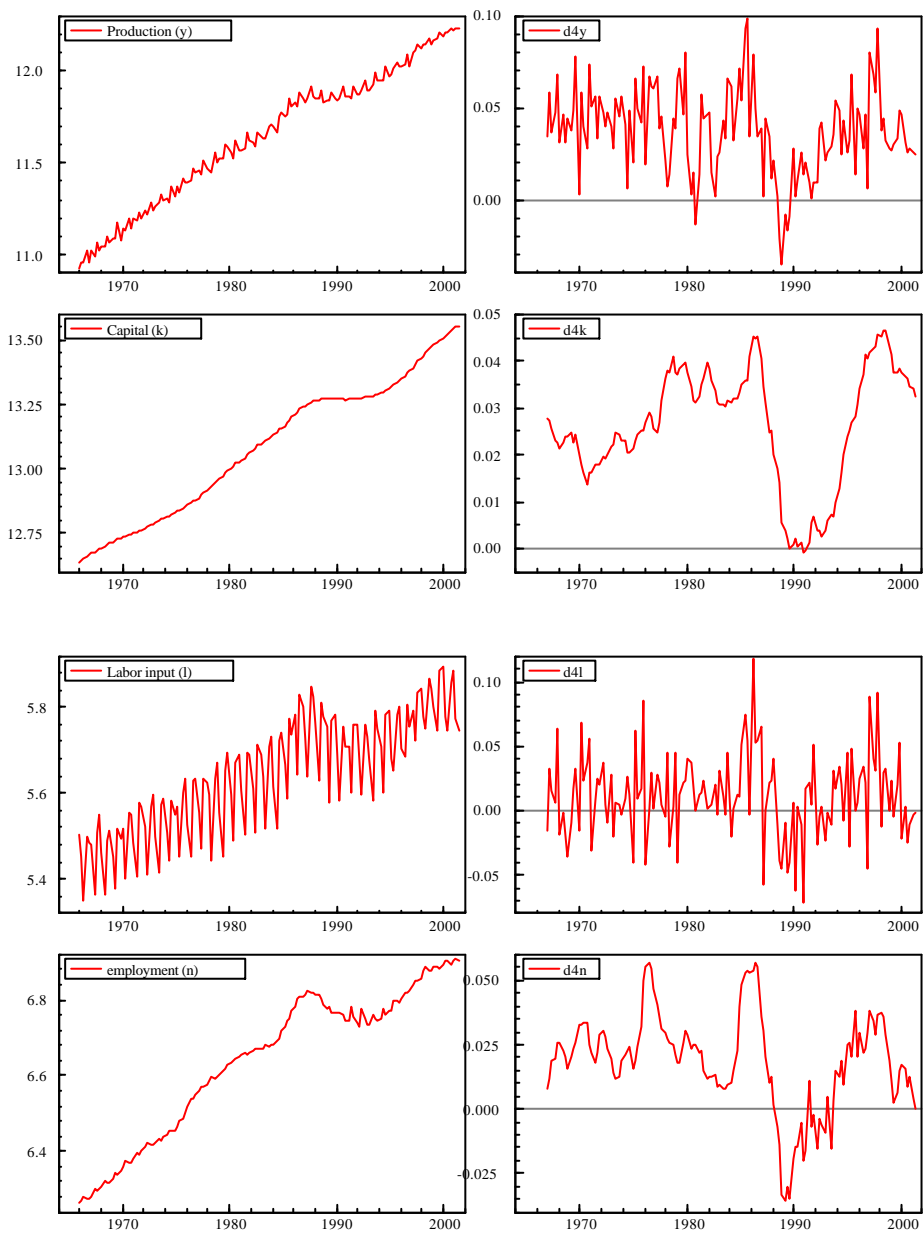 Production (y)
12.0
11.5
11.0
1970 1980 1990 2000
d4y
0.10
0.05
0.00
1970 1980 1990 2000
Capital (k)
13.50
13.25
13.00
12.75
1970 1980 1990 2000
d4k
0.05
0.04
0.03
0.02
0.01
0.00
1970 1980 1990 2000
Labor input (l)
5.8
5.6
5.4
1970 1980 1990 2000
d4l
0.10
0.05
0.00
-0.05
1970 1980 1990 2000
employment (n)
6.8
6.6
6.4
1970 1980 1990 2000
d4n
0.050
0.025
0.000
-0.025
1970 1980 1990 2000